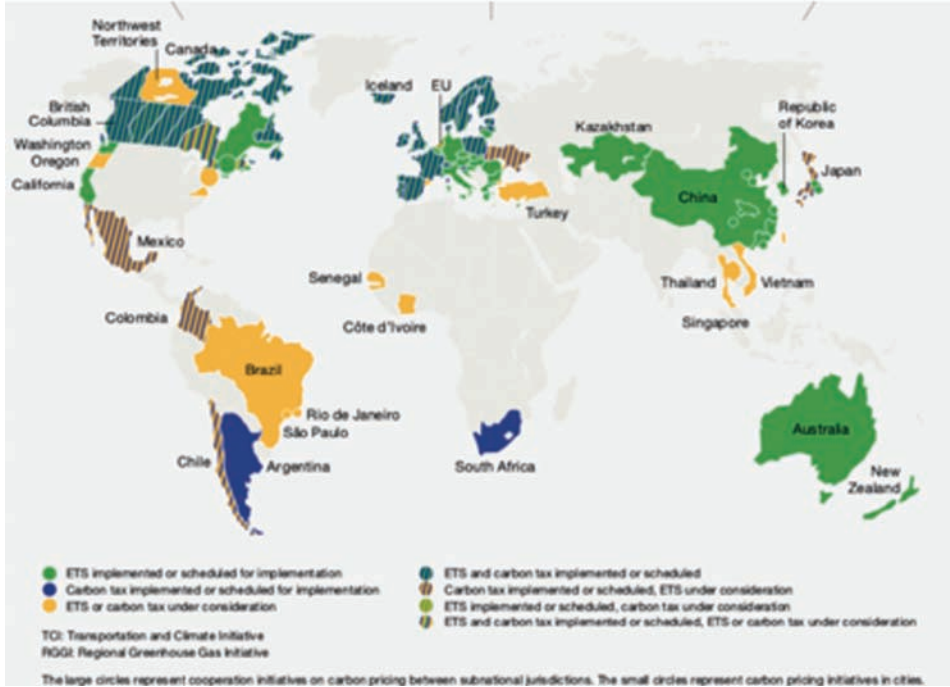 Northwest
Territories
Canada
Iceland
EU
British
Columbia
Washington
Oregon
California
Kazakhstan
Republic
of Korea
Japan
China
Turkey
Mexico
Senegal
Thailand
Vietnam
Colombia
Côte d'Ivoire
Singapore
Brazil
Rio de Janeiro
São Paulo
Australia
Chile
Argentina
South Africa
New
Zealand
ETS implemented or scheduled for implementation
Carbon tax implemented or scheduled for implementation
ETS or carbon tax under consideration
ETS and carbon tax implemented or scheduled
Carbon tax implemented or scheduled, ETS under consideration
ETS implemented or scheduled, carbon tax under consideration
ETS and carbon tax implemented or scheduled, ETS or carbon tax under consideration
TCI: Transportation and Climate Initiative
RGGI: Regional Greenhouse Gas Initiative
The large circles represent cooperation initiatives on carbon pricing between subnational jurisdictions. The small circles represent carbon pricing initiatives in cities.